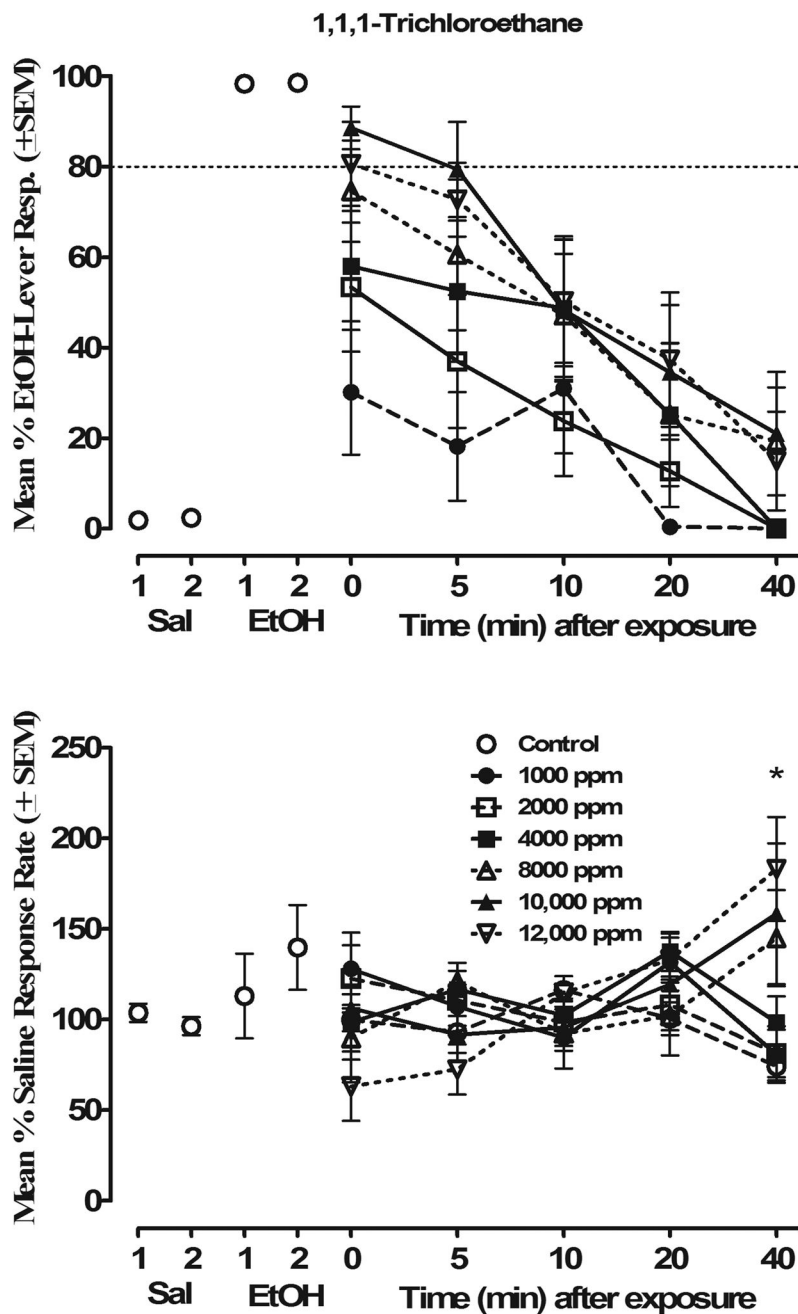 1,1,1-Trichloroethane
Mean % EtOH-Lever Resp. (±SEM)
100
80
60
40
20
0
1 2 1 2 0 5 10 20 40
Sal EtOH Time (min) after exposure
Mean % Saline Response Rate (± SEM)
250
200
150
100
50
0
Control
1000 ppm
2000 ppm
4000 ppm
8000 ppm
10,000 ppm
12,000 ppm
*
1 2 1 2 0 5 10 20 40
Sal EtOH Time (min) after exposure